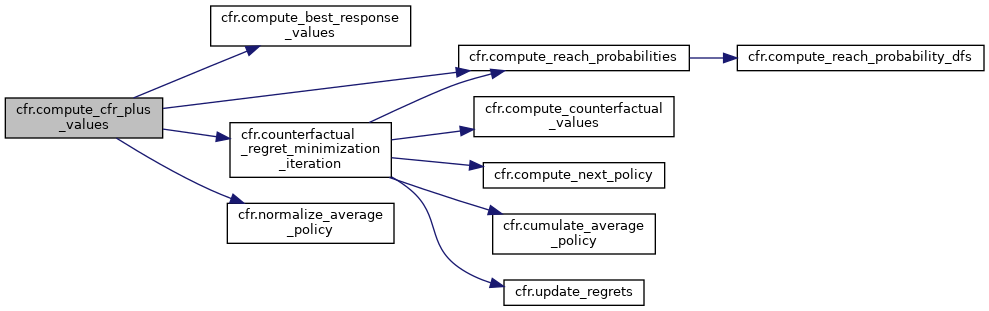 cfr.compute_best_response
_values
cfr.compute_reach_probabilities
cfr.compute_reach_probability_dfs
cfr.compute_cfr_plus
_values
cfr.compute_counterfactual
_values
cfr.counterfactual
_regret_minimization
_iteration
cfr.compute_next_policy
cfr.normalize_average
_policy
cfr.cumulate_average
_policy
cfr.update_regrets